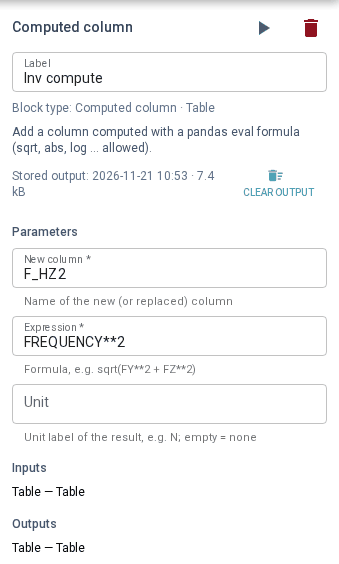 Computed column
Label
Inv compute
Block type: Computed column · Table
Add a column computed with a pandas eval formula
(sqrt, abs, log ... allowed).
Stored output: 2026-11-21 10:53 · 7.4
kB
CLEAR OUTPUT
Parameters
New column *
F_HZ2
Name of the new (or replaced) column
Expression *
FREQUENCY**2
Formula, e.g. sqrt(FY**2 + FZ**2)
Unit
Unit label of the result, e.g. N; empty = none
Inputs
Table — Table
Outputs
Table — Table